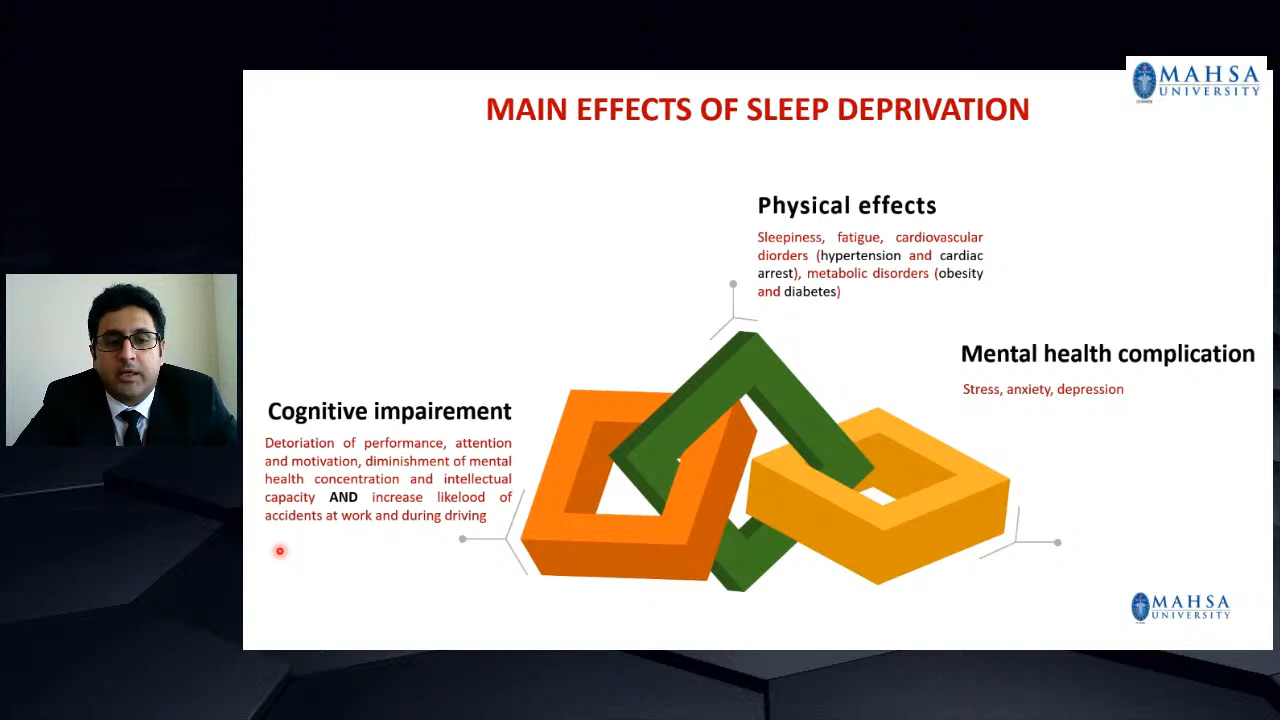 MAHSA
UNIVERSITY
MAIN EFFECTS OF SLEEP DEPRIVATION
Physical effects
Sleepiness, fatigue, cardiovascular
diorders (hypertension and cardiac
arrest), metabolic disorders (obesity
and diabetes)
Mental health complication
Stress, anxiety, depression
Cognitive impairement
Detoriation of performance, attention
and motivation, diminishment of mental
health concentration and intellectual
capacity AND increase likelood of
accidents at work and during driving
MAHSA
UNIVERSITY